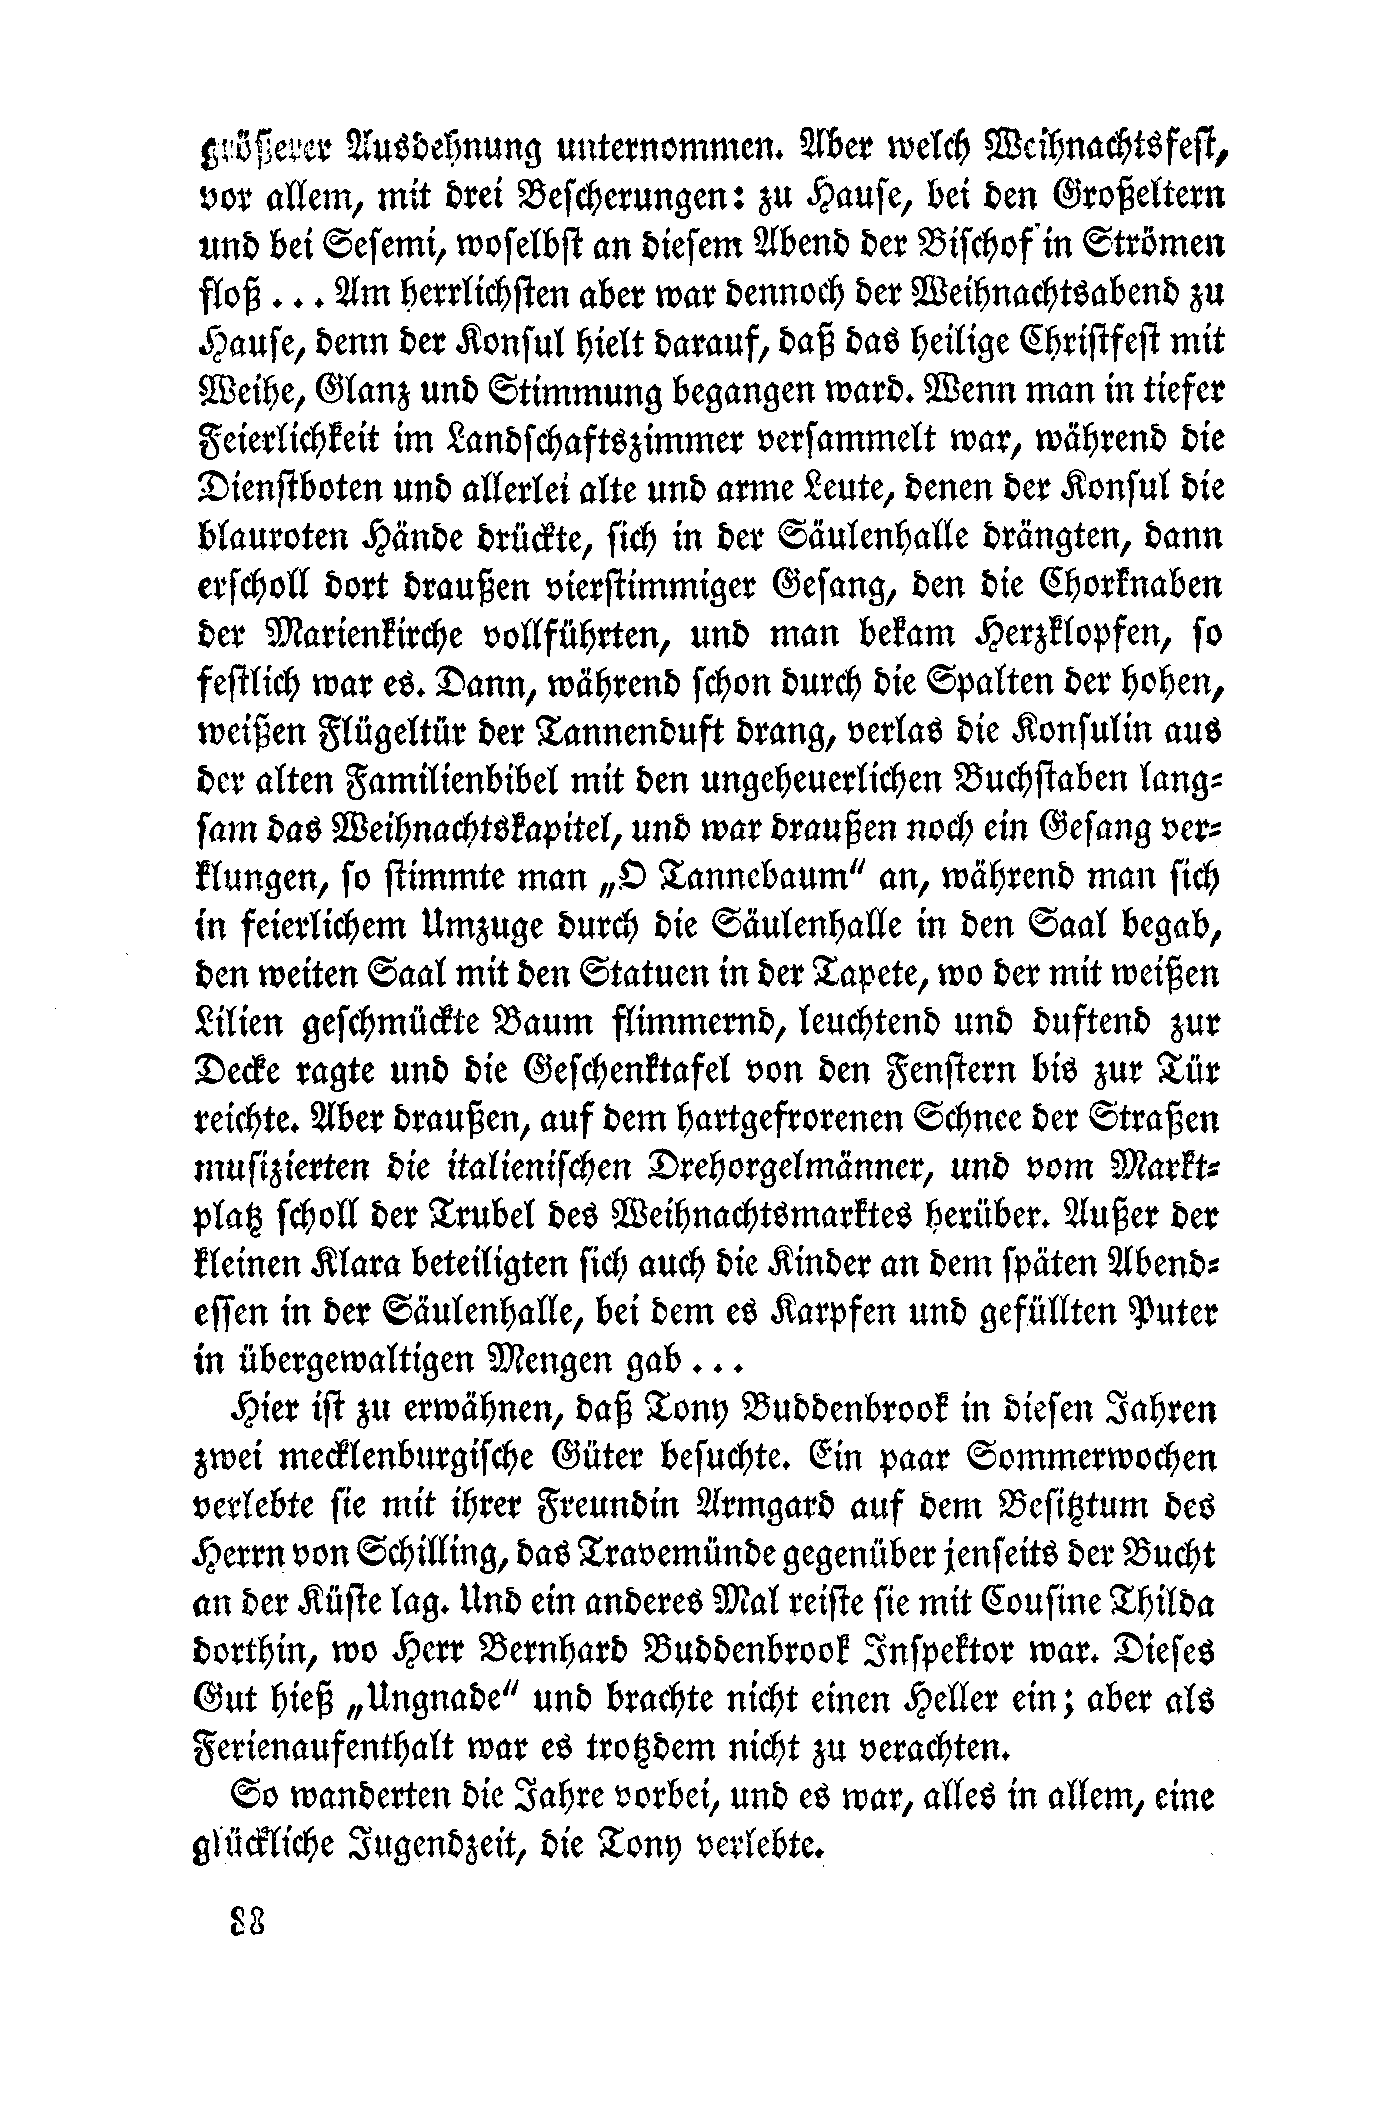 größerer Ausdehnung unternommen. Aber welch Weihnachtsfest,
vor allem, mit drei Bescherungen: zu Hause, bei den Großeltern
und bei Sesemi, woselbst an diesem Abend der Bischof in Strömen
floß . . . Am herrlichsten aber war dennoch der Weihnachtsabend zu
Hause, denn der Konsul hielt darauf, daß das heilige Christfest mit
Weihe, Glanz und Stimmung begangen ward. Wenn man in tiefer
Feierlichkeit im Landschaftszimmer versammelt war, während die
Dienstboten und allerlei alte und arme Leute, denen der Konsul die
blauroten Hände drückte, sich in der Säulenhalle drängten, dann
erscholl dort draußen vierstimmiger Gesang, den die Chorknaben
der Marienkirche vollführten, und man bekam Herzklopfen, so
festlich war es. Dann, während schon durch die Spalten der hohen,
weißen Flügeltür der Tannenduft drang, verlas die Konsulin aus
der alten Familienbibel mit den ungeheuerlichen Buchstaben lang-
sam das Weihnachtskapitel, und war draußen noch ein Gesang ver-
klungen, so stimmte man „O Tannebaum“ an, während man sich
in feierlichem Umzuge durch die Säulenhalle in den Saal begab,
den weiten Saal mit den Statuen in der Tapete, wo der mit weißen
Lilien geschmückte Baum flimmernd, leuchtend und duftend zur
Decke ragte und die Geschenktafel von den Fenstern bis zur Tür
reichte. Aber draußen, auf dem hartgefrorenen Schnee der Straßen
musizierten die italienischen Drehorgelmänner, und vom Markt-
platz scholl der Trubel des Weihnachtsmarktes herüber. Außer der
kleinen Klara beteiligten sich auch die Kinder an dem späten Abend-
essen in der Säulenhalle, bei dem es Karpfen und gefüllten Puter
in übergewaltigen Mengen gab . . .
Hier ist zu erwähnen, daß Tony Buddenbrook in diesen Jahren
zwei mecklenburgische Güter besuchte. Ein paar Sommerwochen
verlebte sie mit ihrer Freundin Armgard auf dem Besitztum des
Herrn von Schilling, das Travemünde gegenüber jenseits der Bucht
an der Küste lag. Und ein anderes Mal reiste sie mit Cousine Thilda
dorthin, wo Herr Bernhard Buddenbrook Inspektor war. Dieses
Gut hieß „Ungnade“ und brachte nicht einen Heller ein; aber als
Ferienaufenthalt war es trotzdem nicht zu verachten.
So wanderten die Jahre vorbei, und es war, alles in allem, eine
glückliche Jugendzeit, die Tony verlebte.
88